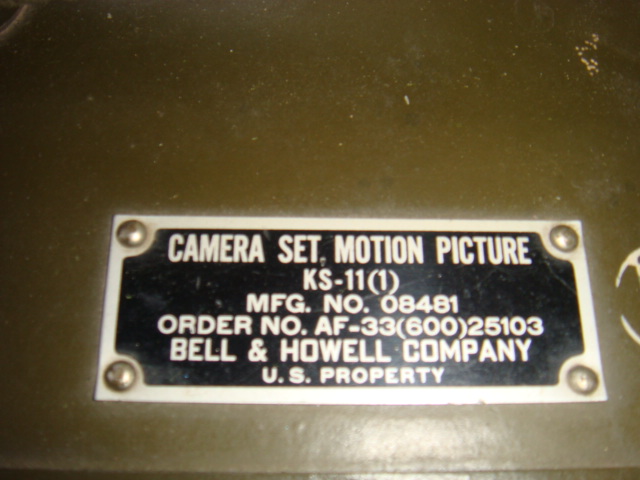 CAMERA SET, MOTION PICTURE
KS-11(1)
MFG. NO. 08481
ORDER NO. AF-33(600)25103
BELL & HOWELL COMPANY
U.S. PROPERTY